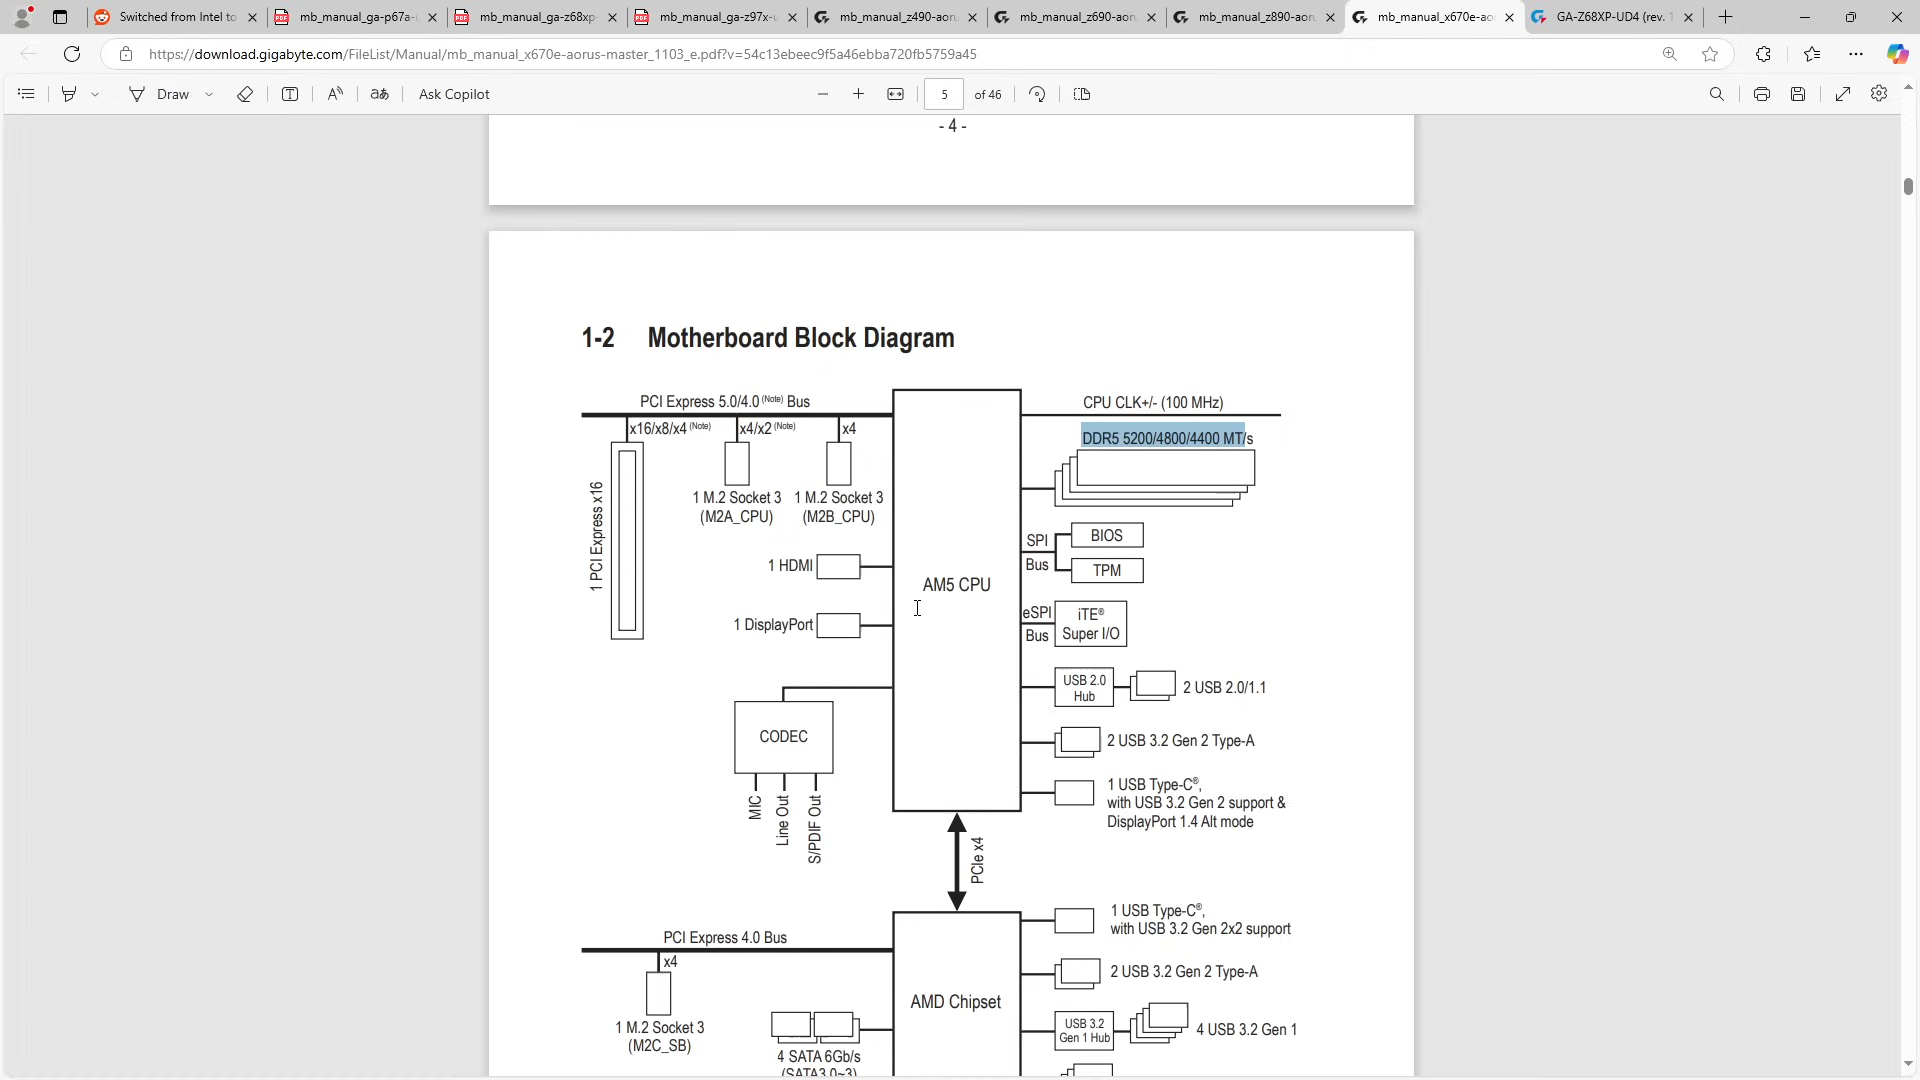 Switched from Intel to
mb_manual_ga-p67a-
mb_manual_ga-z68xp-
mb_manual_ga-z97x-u
mb_manual_z490-aoru
mb_manual_z690-aoru
mb_manual_z890-aoru
mb_manual_x670e-ao
GA-Z68XP-UD4 (rev. 1
https://download.gigabyte.com/FileList/Manual/mb_manual_x670e-aorus-master_1103_e.pdf?v=54c13ebeec9f5a46ebba720fb5759a45
Draw
Ask Copilot
5 of 46
- 4 -
1-2 Motherboard Block Diagram
PCI Express 5.0/4.0 (Note) Bus
x16/x8/x4 (Note)
x4/x2 (Note)
x4
1 PCI Express x16
1 M.2 Socket 3
(M2A_CPU)
1 M.2 Socket 3
(M2B_CPU)
1 HDMI
1 DisplayPort
CODEC
MIC
Line Out
S/PDIF Out
AM5 CPU
CPU CLK+/- (100 MHz)
DDR5 5200/4800/4400 MT/s
SPI
Bus
BIOS
TPM
eSPI
Bus
iTE®
Super I/O
USB 2.0
Hub
2 USB 2.0/1.1
2 USB 3.2 Gen 2 Type-A
1 USB Type-C®,
with USB 3.2 Gen 2 support &
DisplayPort 1.4 Alt mode
PCIe x4
PCI Express 4.0 Bus
x4
1 M.2 Socket 3
(M2C_SB)
4 SATA 6Gb/s
(SATA3 0~3)
AMD Chipset
1 USB Type-C®,
with USB 3.2 Gen 2x2 support
2 USB 3.2 Gen 2 Type-A
USB 3.2
Gen 1 Hub
4 USB 3.2 Gen 1